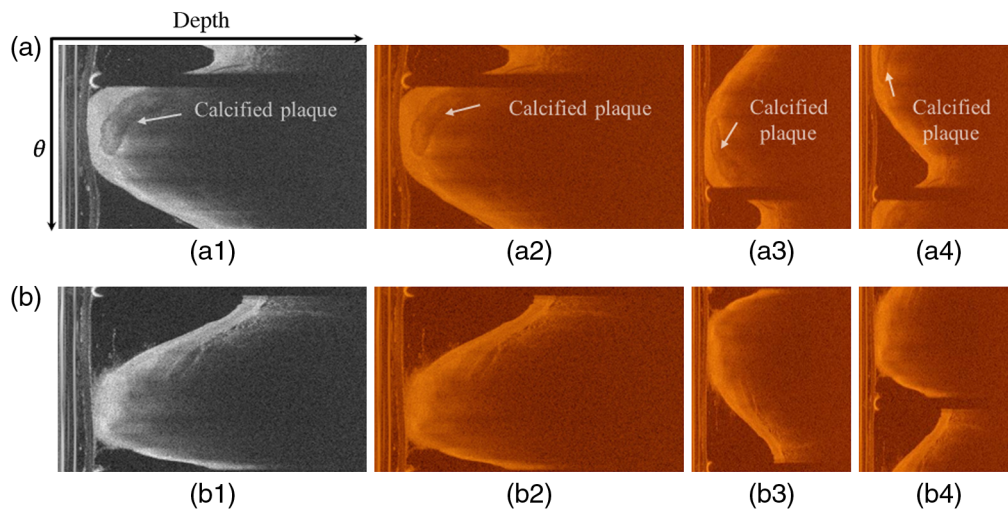 Depth
(a)
θ
Calcified plaque
Calcified plaque
Calcified
plaque
Calcified
plaque
(a1)
(a2)
(a3)
(a4)
(b)
(b1)
(b2)
(b3)
(b4)